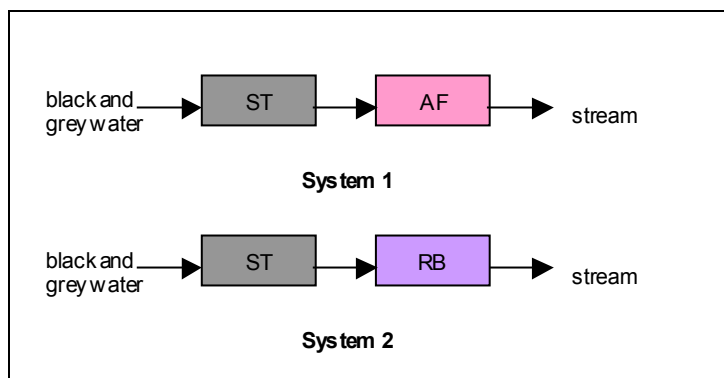 black and
grey water
ST
AF
stream
System 1
black and
grey water
ST
RB
stream
System 2